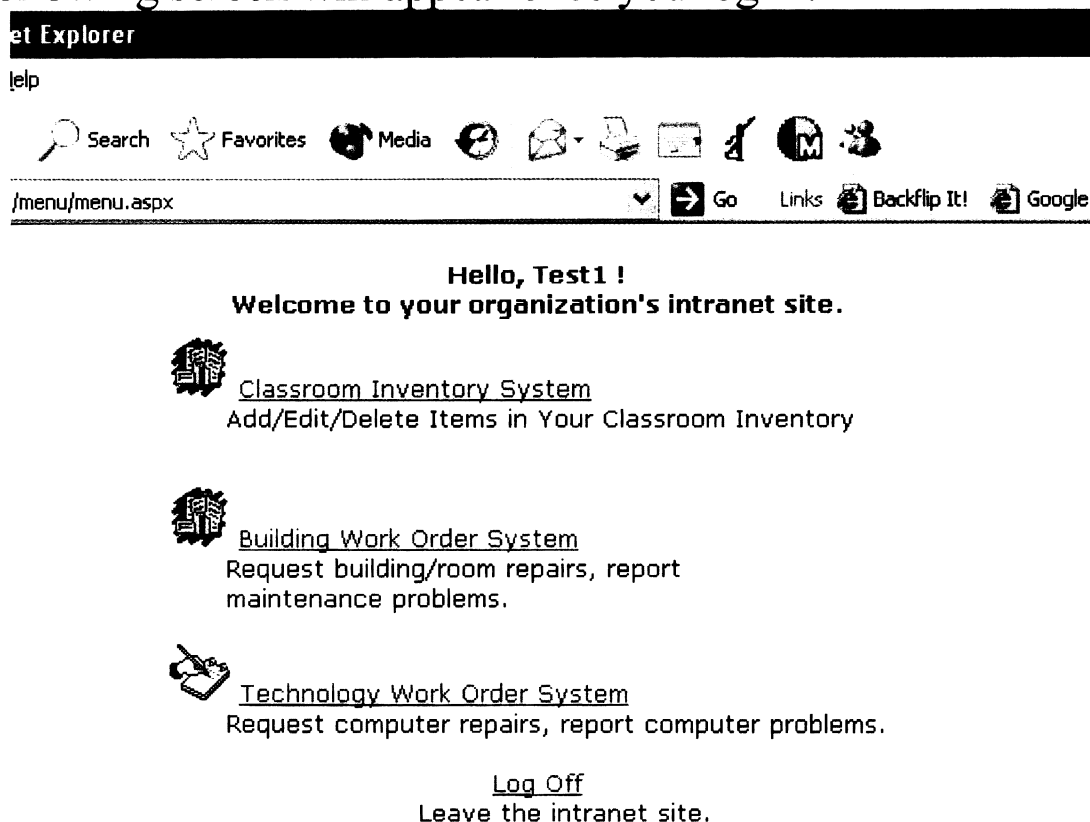 et Explorer
Help
Search Favorites Media
/menu/menu.aspx Go Links Backflip It! Google
Hello, Test1 !
Welcome to your organization's intranet site.
Classroom Inventory System
Add/Edit/Delete Items in Your Classroom Inventory
Building Work Order System
Request building/room repairs, report
maintenance problems.
Technology Work Order System
Request computer repairs, report computer problems.
Log Off
Leave the intranet site.